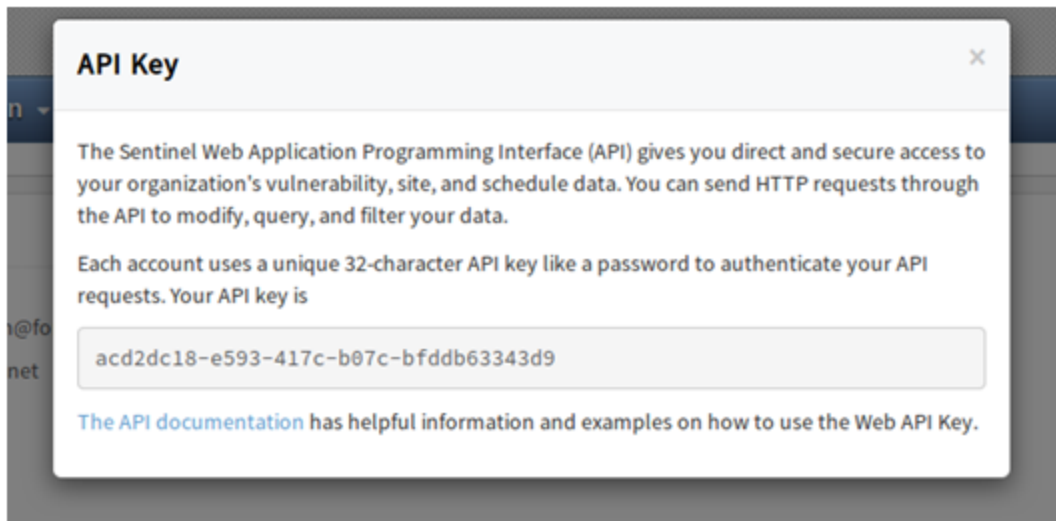 API Key
×
n
The Sentinel Web Application Programming Interface (API) gives you direct and secure access to
your organization's vulnerability, site, and schedule data. You can send HTTP requests through
the API to modify, query, and filter your data.
Each account uses a unique 32-character API key like a password to authenticate your API
requests. Your API key is
@fo
acd2dc18-e593-417c-b07c-bfddb63343d9
net
The API documentation has helpful information and examples on how to use the Web API Key.